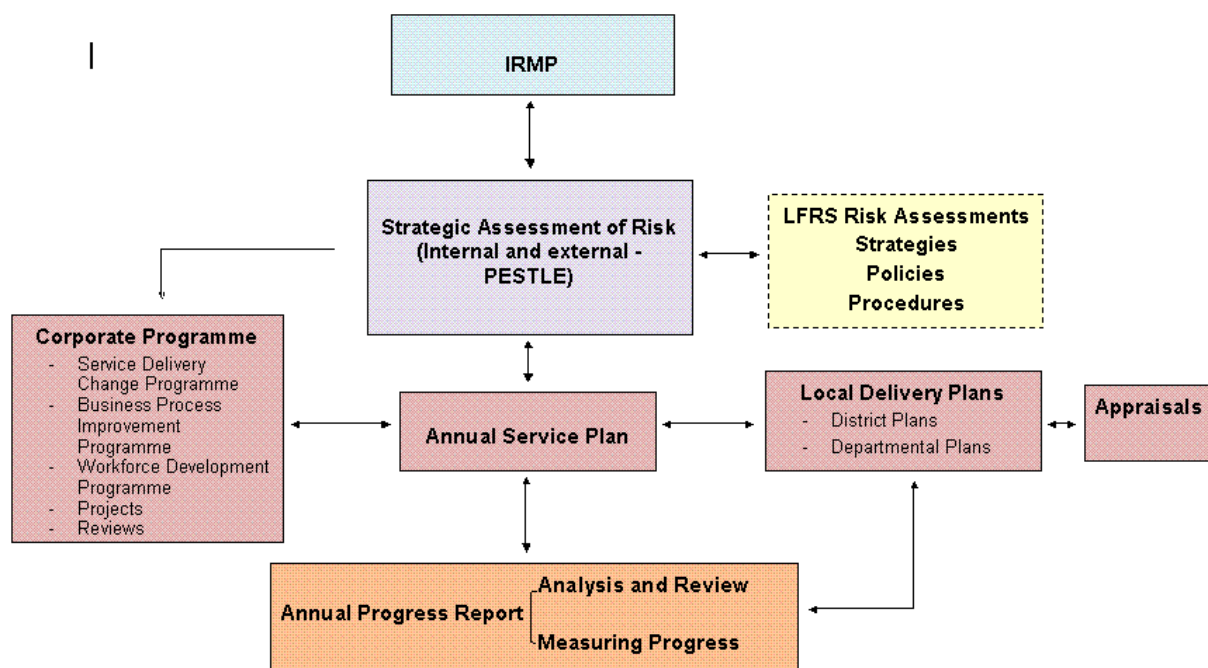 IRMP
Strategic Assessment of Risk
(Internal and external -
PESTLE)
LFRS Risk Assessments
Strategies
Policies
Procedures
Corporate Programme
- Service Delivery
Change Programme
- Business Process
Improvement
Programme
- Workforce Development
Programme
- Projects
- Reviews
Annual Service Plan
Local Delivery Plans
- District Plans
- Departmental Plans
Appraisals
Annual Progress Report
Analysis and Review
Measuring Progress